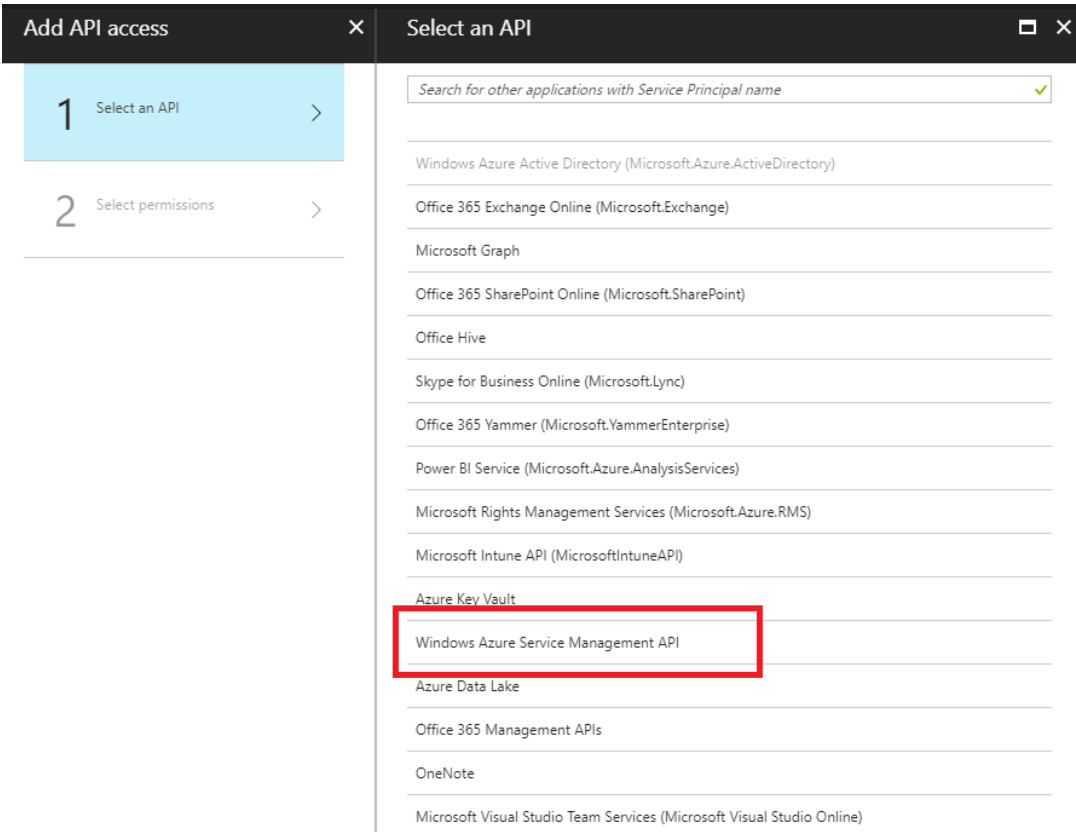 Add API access
Select an API
1 Select an API
2 Select permissions
Search for other applications with Service Principal name
Windows Azure Active Directory (Microsoft.Azure.ActiveDirectory)
Office 365 Exchange Online (Microsoft.Exchange)
Microsoft Graph
Office 365 SharePoint Online (Microsoft.SharePoint)
Office Hive
Skype for Business Online (Microsoft.Lync)
Office 365 Yammer (Microsoft.YammerEnterprise)
Power BI Service (Microsoft.Azure.AnalysisServices)
Microsoft Rights Management Services (Microsoft.Azure.RMS)
Microsoft Intune API (MicrosoftIntuneAPI)
Azure Key Vault
Windows Azure Service Management API
Azure Data Lake
Office 365 Management APIs
OneNote
Microsoft Visual Studio Team Services (Microsoft Visual Studio Online)